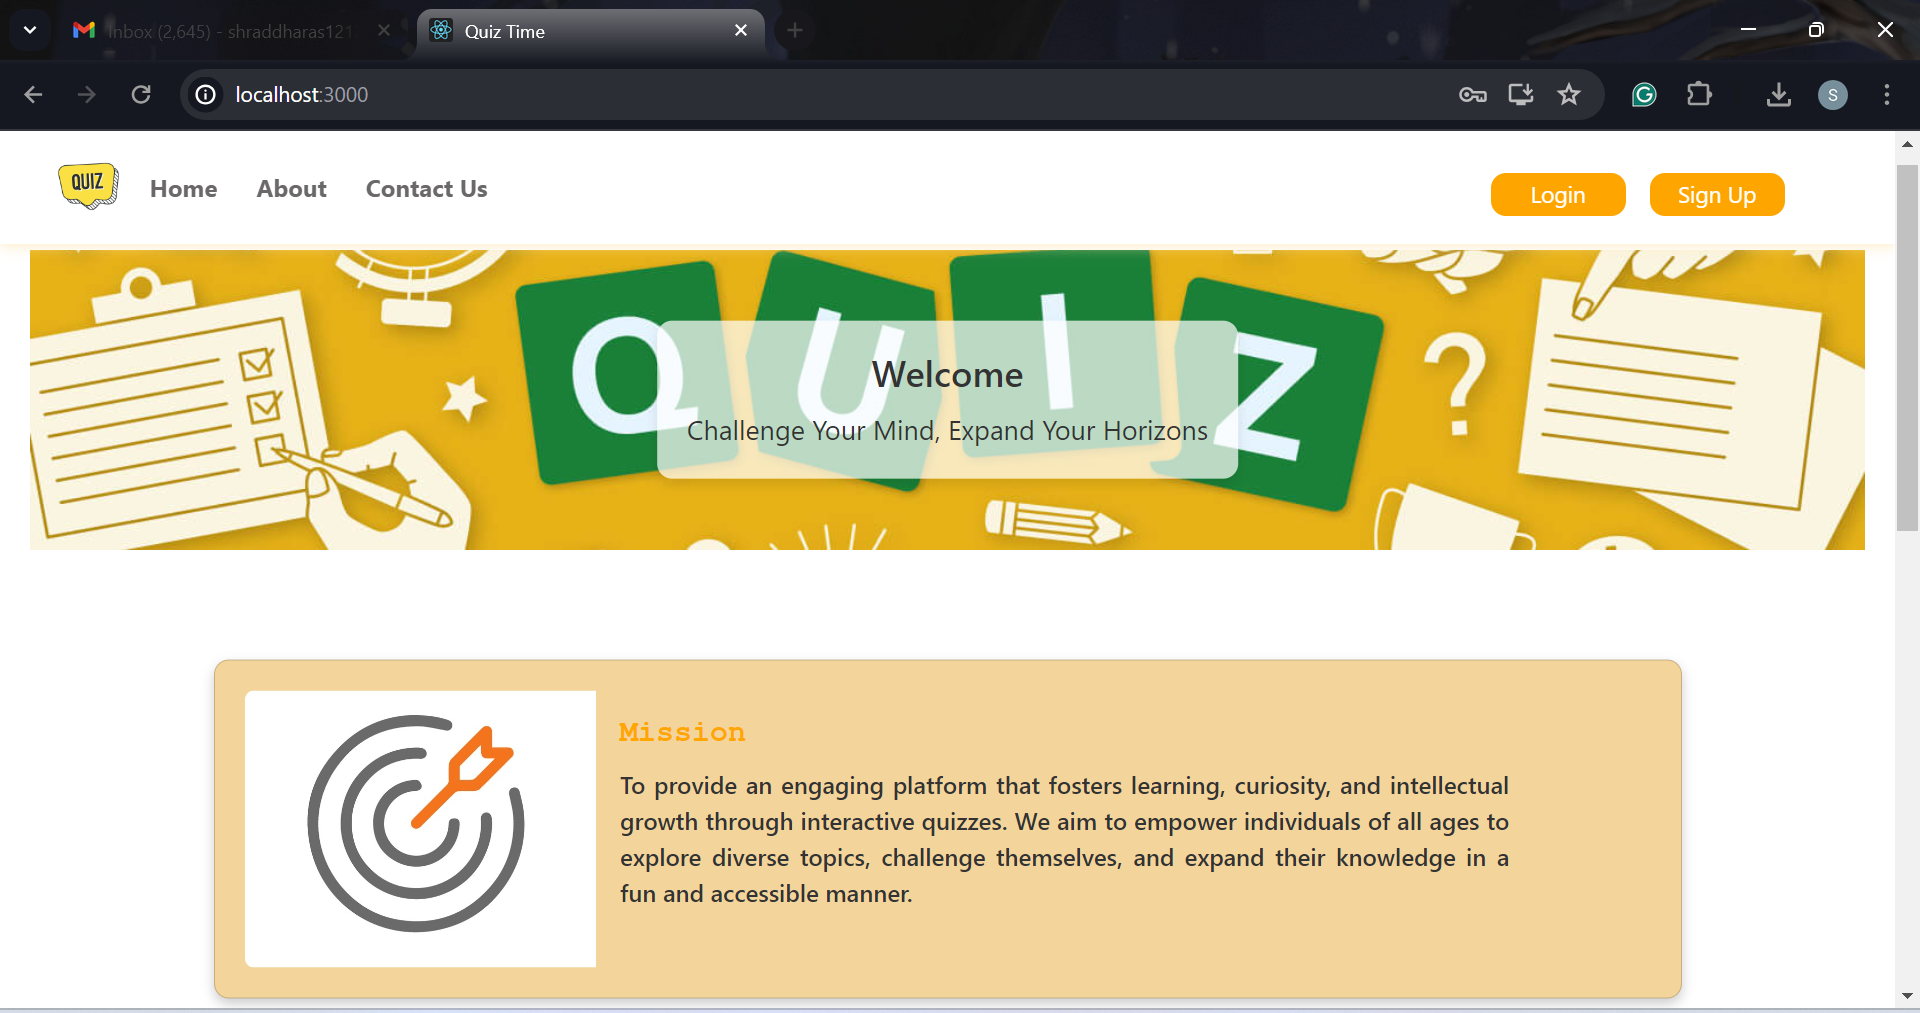 Inbox (2,645) - shraddharas121
Quiz Time
localhost:3000
S
QUIZ
Home
About
Contact Us
Login
Sign Up
QUIZ
Welcome
Challenge Your Mind, Expand Your Horizons
?
Mission
To provide an engaging platform that fosters learning, curiosity, and intellectual
growth through interactive quizzes. We aim to empower individuals of all ages to
explore diverse topics, challenge themselves, and expand their knowledge in a
fun and accessible manner.